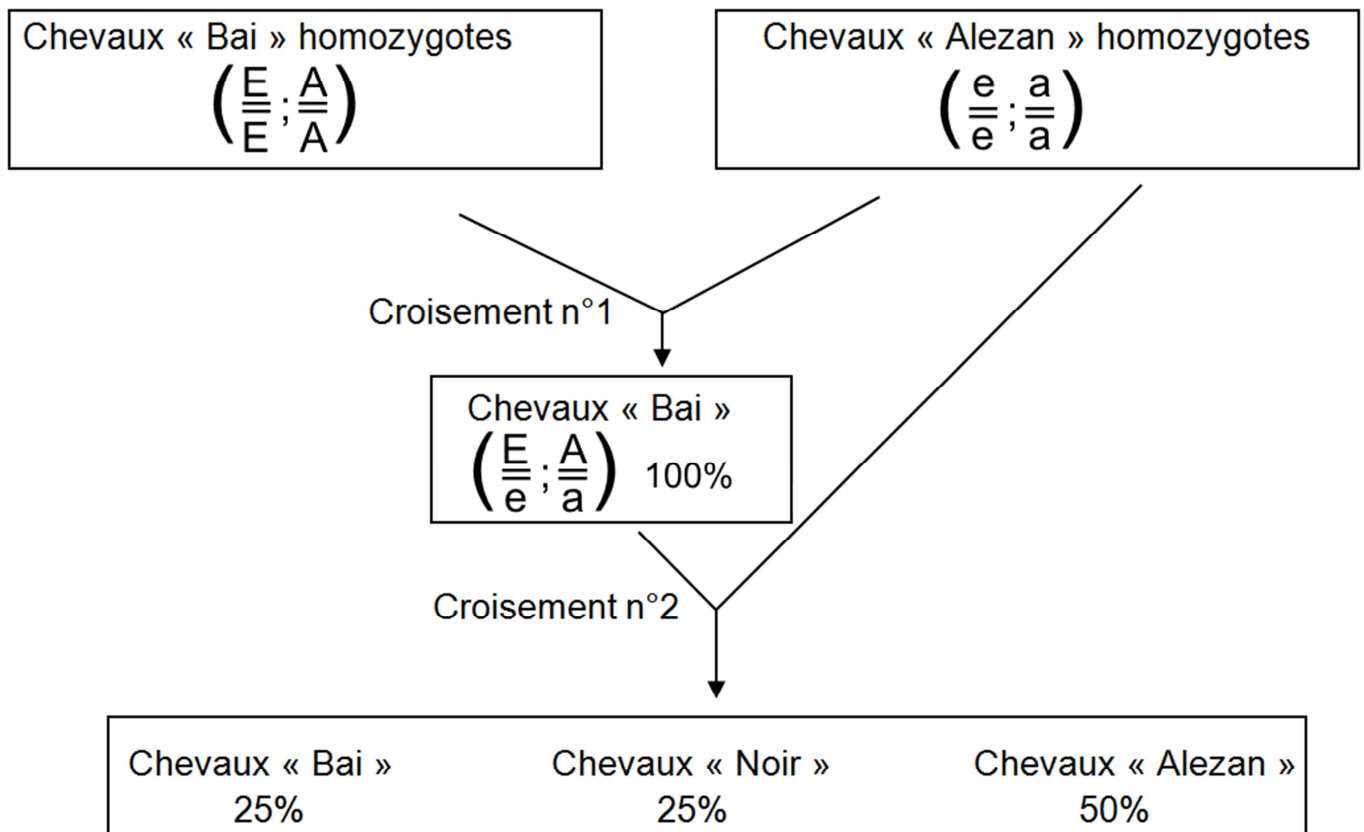 Chevaux « Bai » homozygotes
(E/E ; A/A)
Chevaux « Alezan » homozygotes
(e/e ; a/a)
Croisement n°1
Chevaux « Bai »
(E/e ; A/a) 100%
Croisement n°2
Chevaux « Bai » Chevaux « Noir » Chevaux « Alezan »
25% 25% 50%